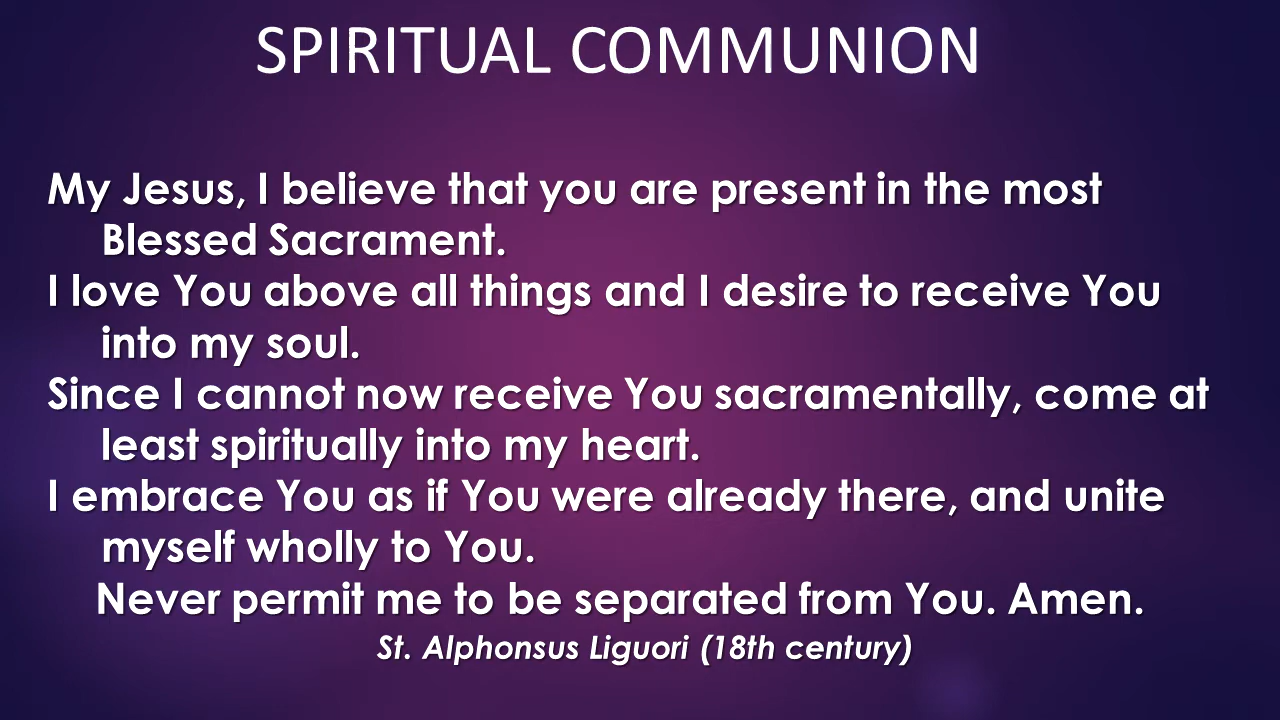 SPIRITUAL COMMUNION
My Jesus, I believe that you are present in the most
Blessed Sacrament.
I love You above all things and I desire to receive You
into my soul.
Since I cannot now receive You sacramentally, come at
least spiritually into my heart.
I embrace You as if You were already there, and unite
myself wholly to You.
Never permit me to be separated from You. Amen.
St. Alphonsus Liguori (18th century)